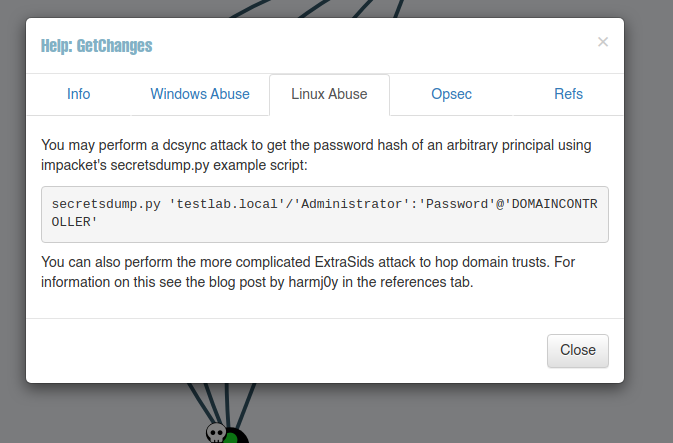 Help: GetChanges
×
Info Windows Abuse Linux Abuse Opsec Refs
You may perform a dcsync attack to get the password hash of an arbitrary principal using
impacket's secretsdump.py example script:
secretsdump.py 'testlab.local'/'Administrator':'Password'@'DOMAINCONTR
OLLER'
You can also perform the more complicated ExtraSids attack to hop domain trusts. For
information on this see the blog post by harmj0y in the references tab.
Close